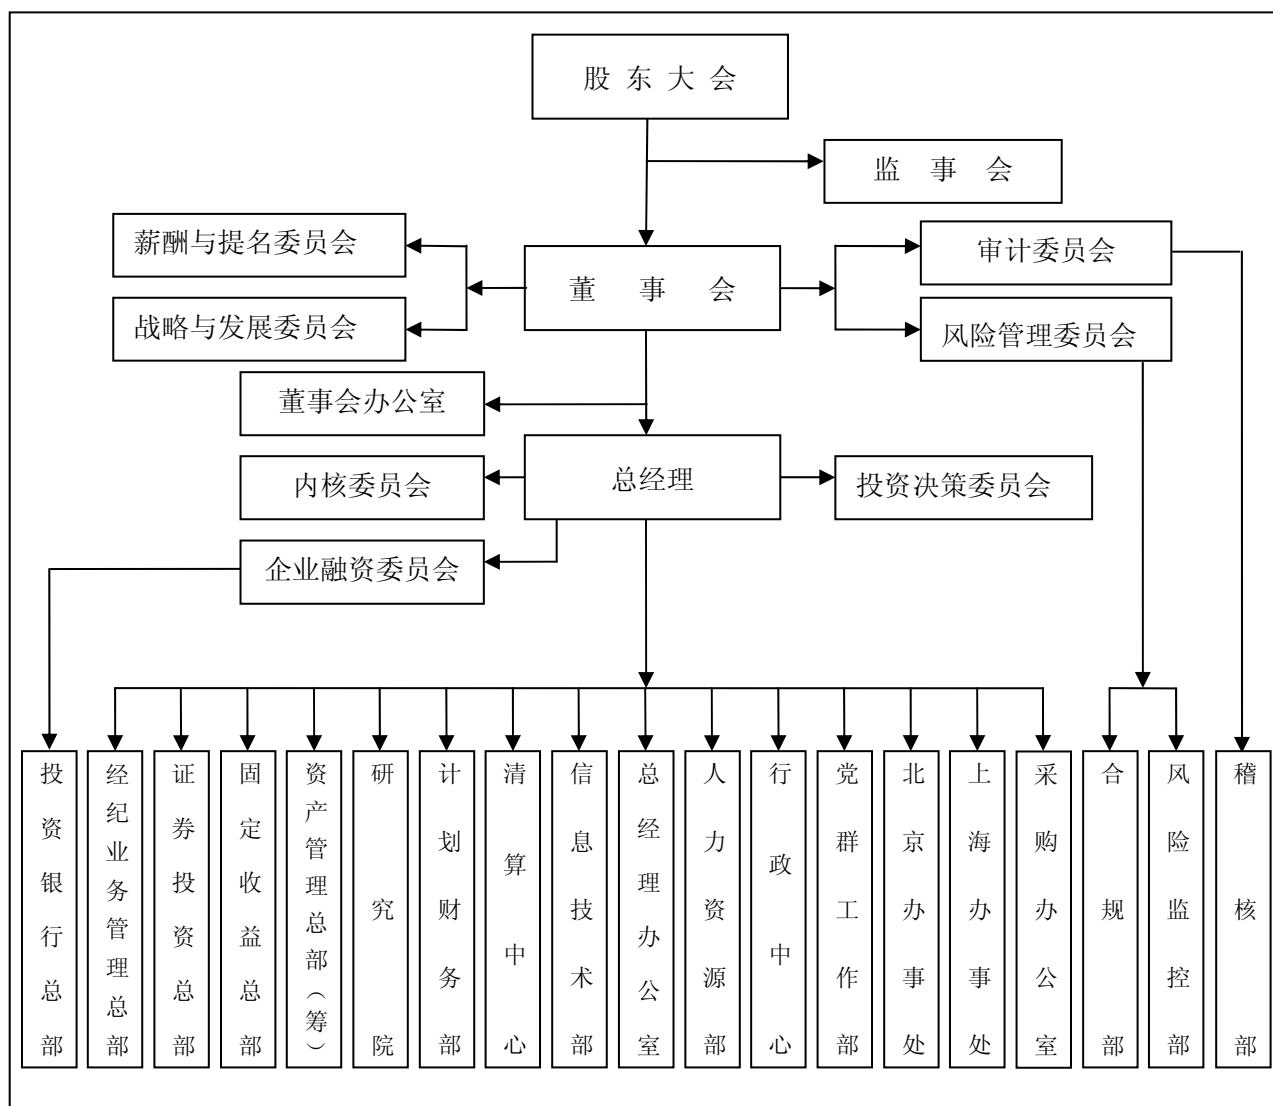 股东大会
监事会
薪酬与提名委员会
董事会
审计委员会
战略与发展委员会
风险管理委员会
董事会办公室
内核委员会
总经理
投资决策委员会
企业融资委员会
投资银行总部
经纪业务管理总部
证券投资总部
固定收益总部
资产管理总部（筹）
研究院
计划财务部
清算中心
信息技术部
总经理办公室
人力资源部
行政中心
党群工作部
北京办事处
上海办事处
采购办公室
合规部
风险监控部
稽核部